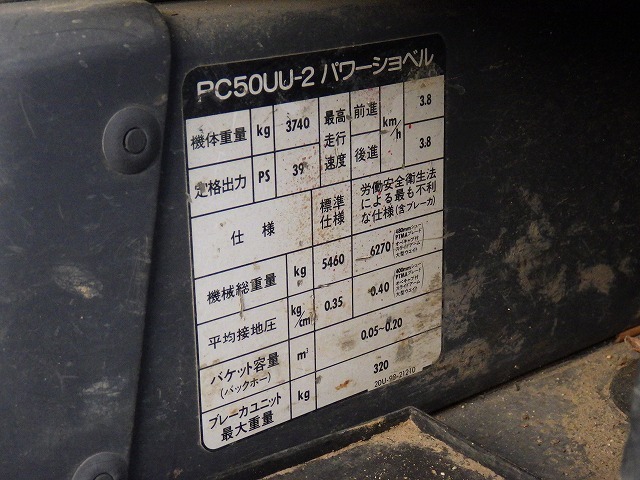 PC50UU-2 パワーショベル
機体重量 kg 3740 最高走行速度 前進 km/h 3.8
定格出力 PS 39 後進 3.8
仕様 標準仕様 労働安全衛生法による最も不利な仕様(含ブレーカ)
機械総重量 kg 5460 6270
平均接地圧 kg/cm² 0.35 0.40
バケット容量(バックホー) m³ 0.05~0.20
ブレーカユニット最大重量 kg 320
20U-98-21210